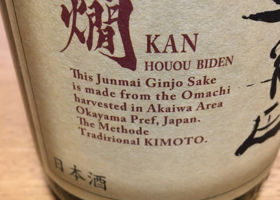 燗
KAN
HOUOU BIDEN
This Junmai Ginjo Sake
is made from the Omachi
harvested in Akaiwa Area
Okayama Pref, Japan.
The Methode
Traditional KIMOTO.
日本酒